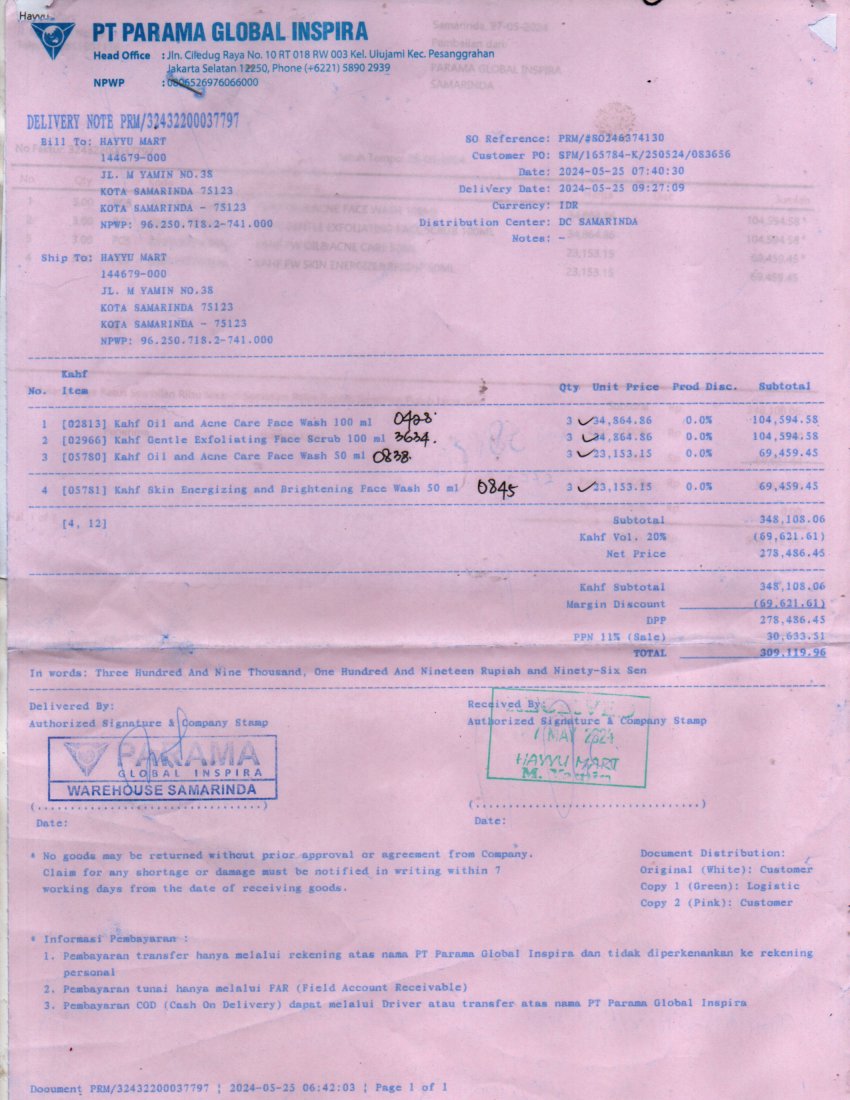 Hayyu
PT PARAMA GLOBAL INSPIRA
Head Office : Jln. Ciledug Raya No. 10 RT 018 RW 003 Kel. Ulujami Kec. Pesanggrahan
Jakarta Selatan 12250, Phone (+6221) 5890 2939
NPWP : 0806526976066000
Samarinda, 27-05-2024
PARAMA GLOBAL INSPIRA
SAMARINDA
DELIVERY NOTE PRM/32432200037797
Bill To: HAYYU MART
144679-000
JL. M YAMIN NO.38
KOTA SAMARINDA 75123
KOTA SAMARINDA - 75123
NPWP: 96.250.718.2-741.000
SO Reference: PRM/#SO246374130
Customer PO: SFM/165784-K/250524/083656
Date: 2024-05-25 07:40:30
Delivery Date: 2024-05-25 09:27:09
Currency: IDR
Distribution Center: DC SAMARINDA
Notes: -
Ship To: HAYYU MART
144679-000
JL. M YAMIN NO.38
KOTA SAMARINDA 75123
KOTA SAMARINDA - 75123
NPWP: 96.250.718.2-741.000
Kahf
No. Item Qty Unit Price Prod Disc. Subtotal
1 [02813] Kahf Oil and Acne Care Face Wash 100 ml 0428 3 34,864.86 0.0% 104,594.58
2 [02966] Kahf Gentle Exfoliating Face Scrub 100 ml 3634. 3 34,864.86 0.0% 104,594.58
3 [05780] Kahf Oil and Acne Care Face Wash 50 ml 0838. 3 23,153.15 0.0% 69,459.45
4 [05781] Kahf Skin Energizing and Brightening Face Wash 50 ml 0845 3 23,153.15 0.0% 69,459.45
[4, 12]
Subtotal 348,108.06
Kahf Vol. 20% (69,621.61)
Net Price 278,486.45
Kahf Subtotal 348,108.06
Margin Discount (69,621.61)
DPP 278,486.45
PPN 11% (Sale) 30,633.51
TOTAL 309,119.96
In words: Three Hundred And Nine Thousand, One Hundred And Nineteen Rupiah and Ninety-Six Sen
Delivered By:
Authorized Signature & Company Stamp
PARAMA
GLOBAL INSPIRA
WAREHOUSE SAMARINDA
(..................................)
Date:
Received By:
Authorized Signature & Company Stamp
MAY 2024
HAYYU MART
M.
(..................................)
Date:
* No goods may be returned without prior approval or agreement from Company.
Claim for any shortage or damage must be notified in writing within 7
working days from the date of receiving goods.
Document Distribution:
Original (White): Customer
Copy 1 (Green): Logistic
Copy 2 (Pink): Customer
* Informasi Pembayaran :
1. Pembayaran transfer hanya melalui rekening atas nama PT Parama Global Inspira dan tidak diperkenankan ke rekening
personal
2. Pembayaran tunai hanya melalui FAR (Field Account Receivable)
3. Pembayaran COD (Cash On Delivery) dapat melalui Driver atau transfer atas nama PT Parama Global Inspira
Document PRM/32432200037797 | 2024-05-25 06:42:03 | Page 1 of 1